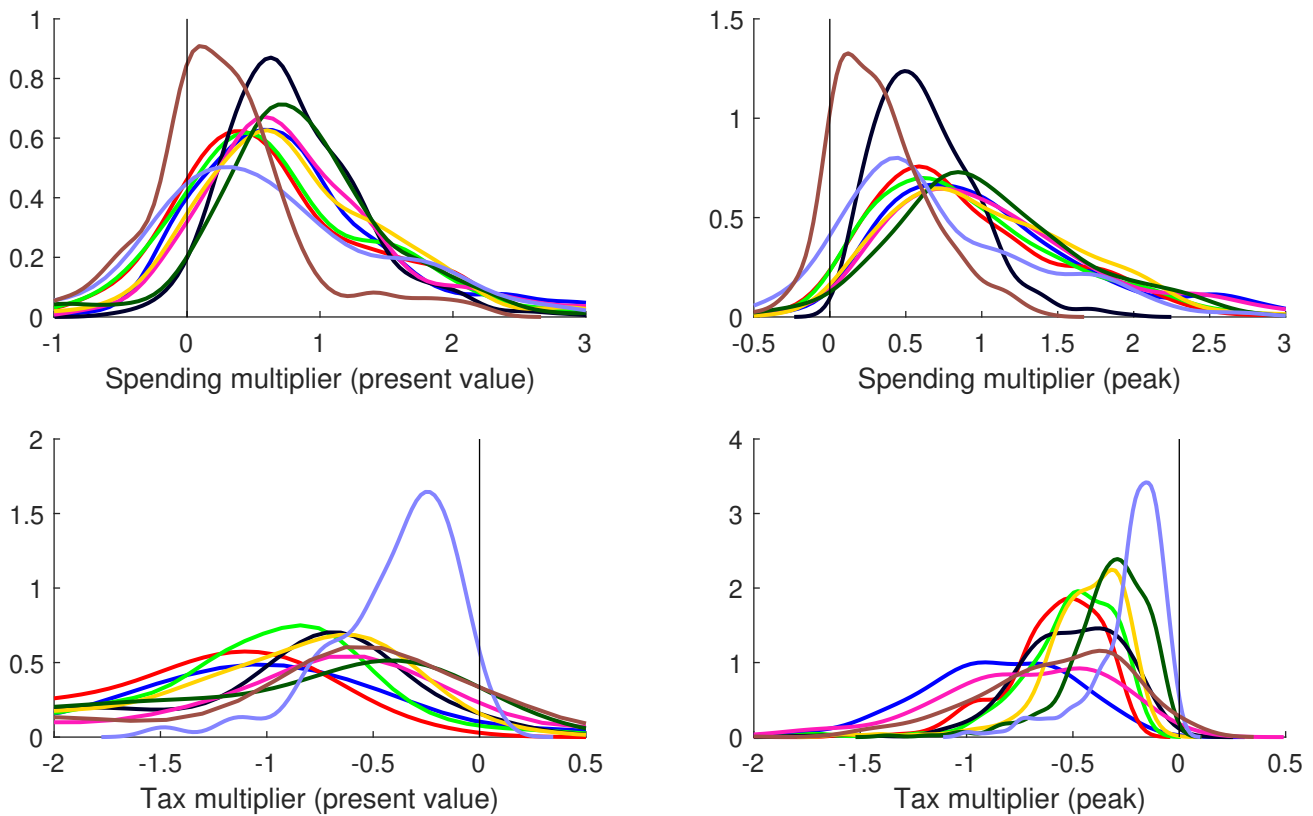 1
0.8
0.6
0.4
0.2
0
-1 0 1 2 3
Spending multiplier (present value)
1.5
1
0.5
0
-0.5 0 0.5 1 1.5 2 2.5 3
Spending multiplier (peak)
2
1.5
1
0.5
0
-2 -1.5 -1 -0.5 0 0.5
Tax multiplier (present value)
4
3
2
1
0
-2 -1.5 -1 -0.5 0 0.5
Tax multiplier (peak)